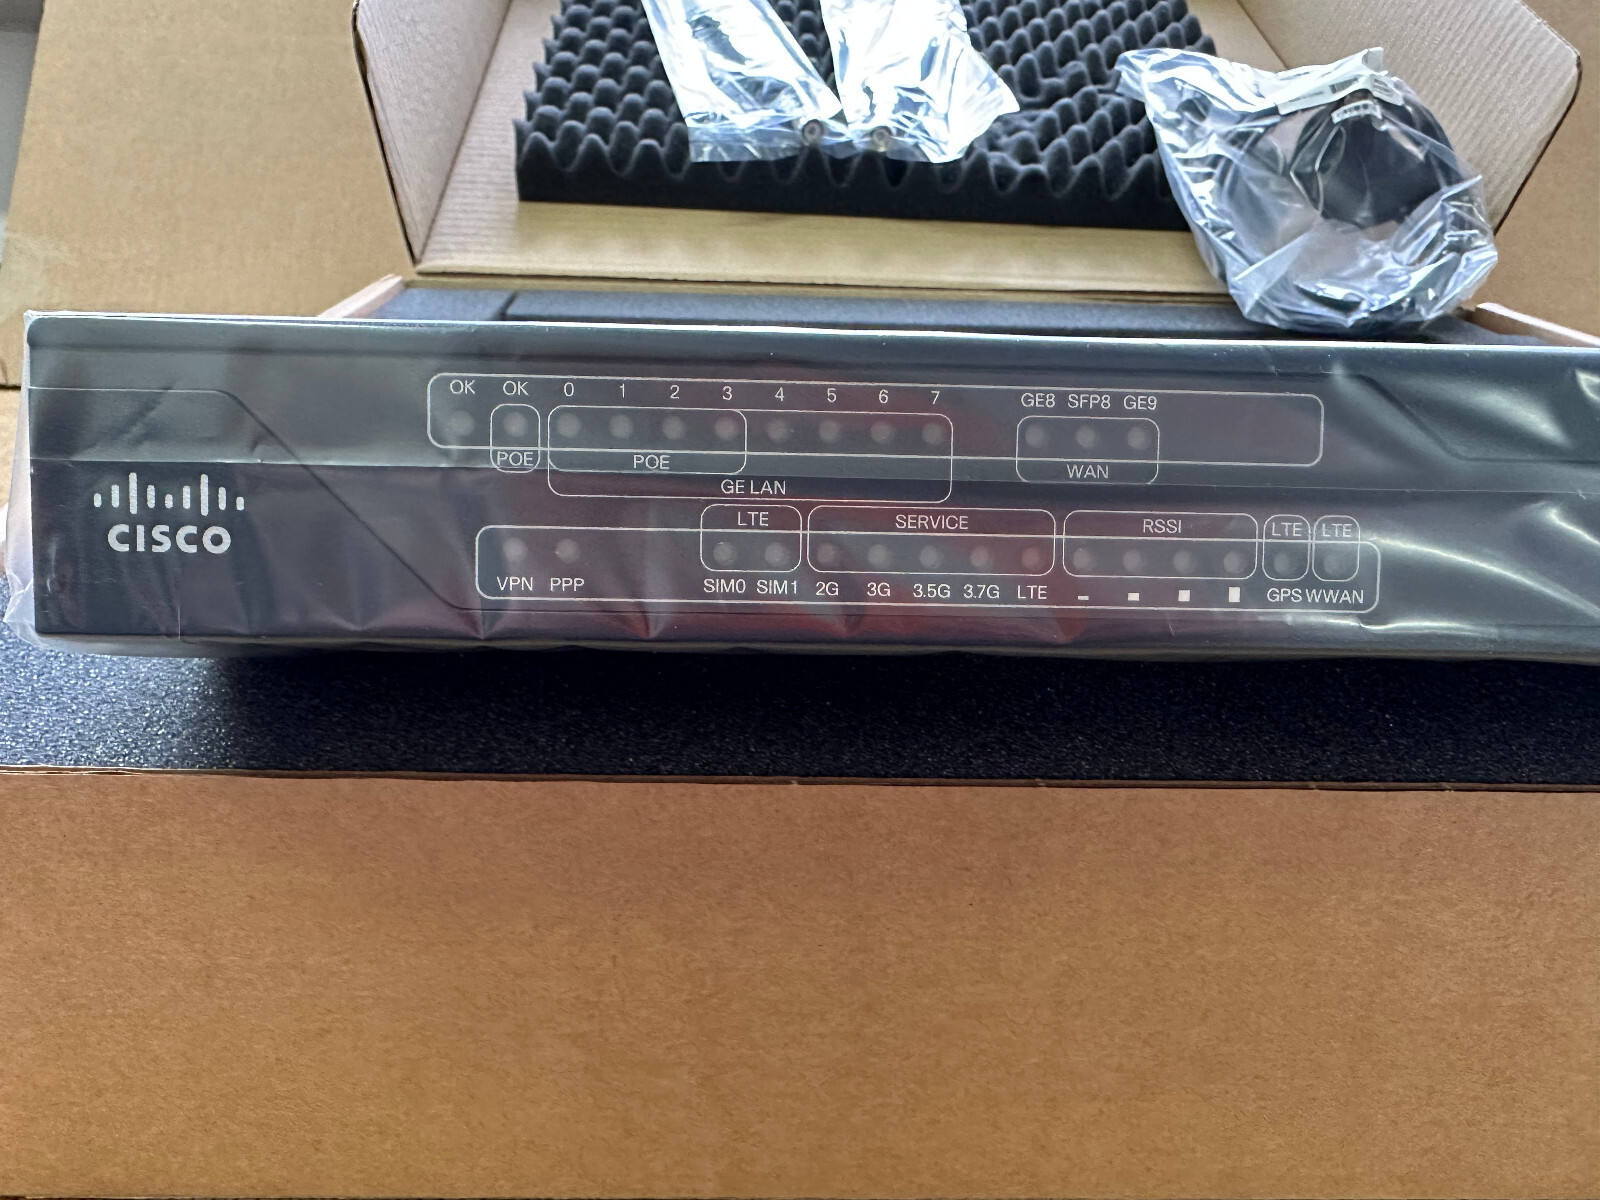 OK OK 0 1 2 3 4 5 6 7 GE8 SFP8 GE9
POE POE WAN
GE LAN
CISCO
LTE SERVICE RSSI LTE LTE
VPN PPP SIM0 SIM1 2G 3G 3.5G 3.7G LTE GPS WWAN